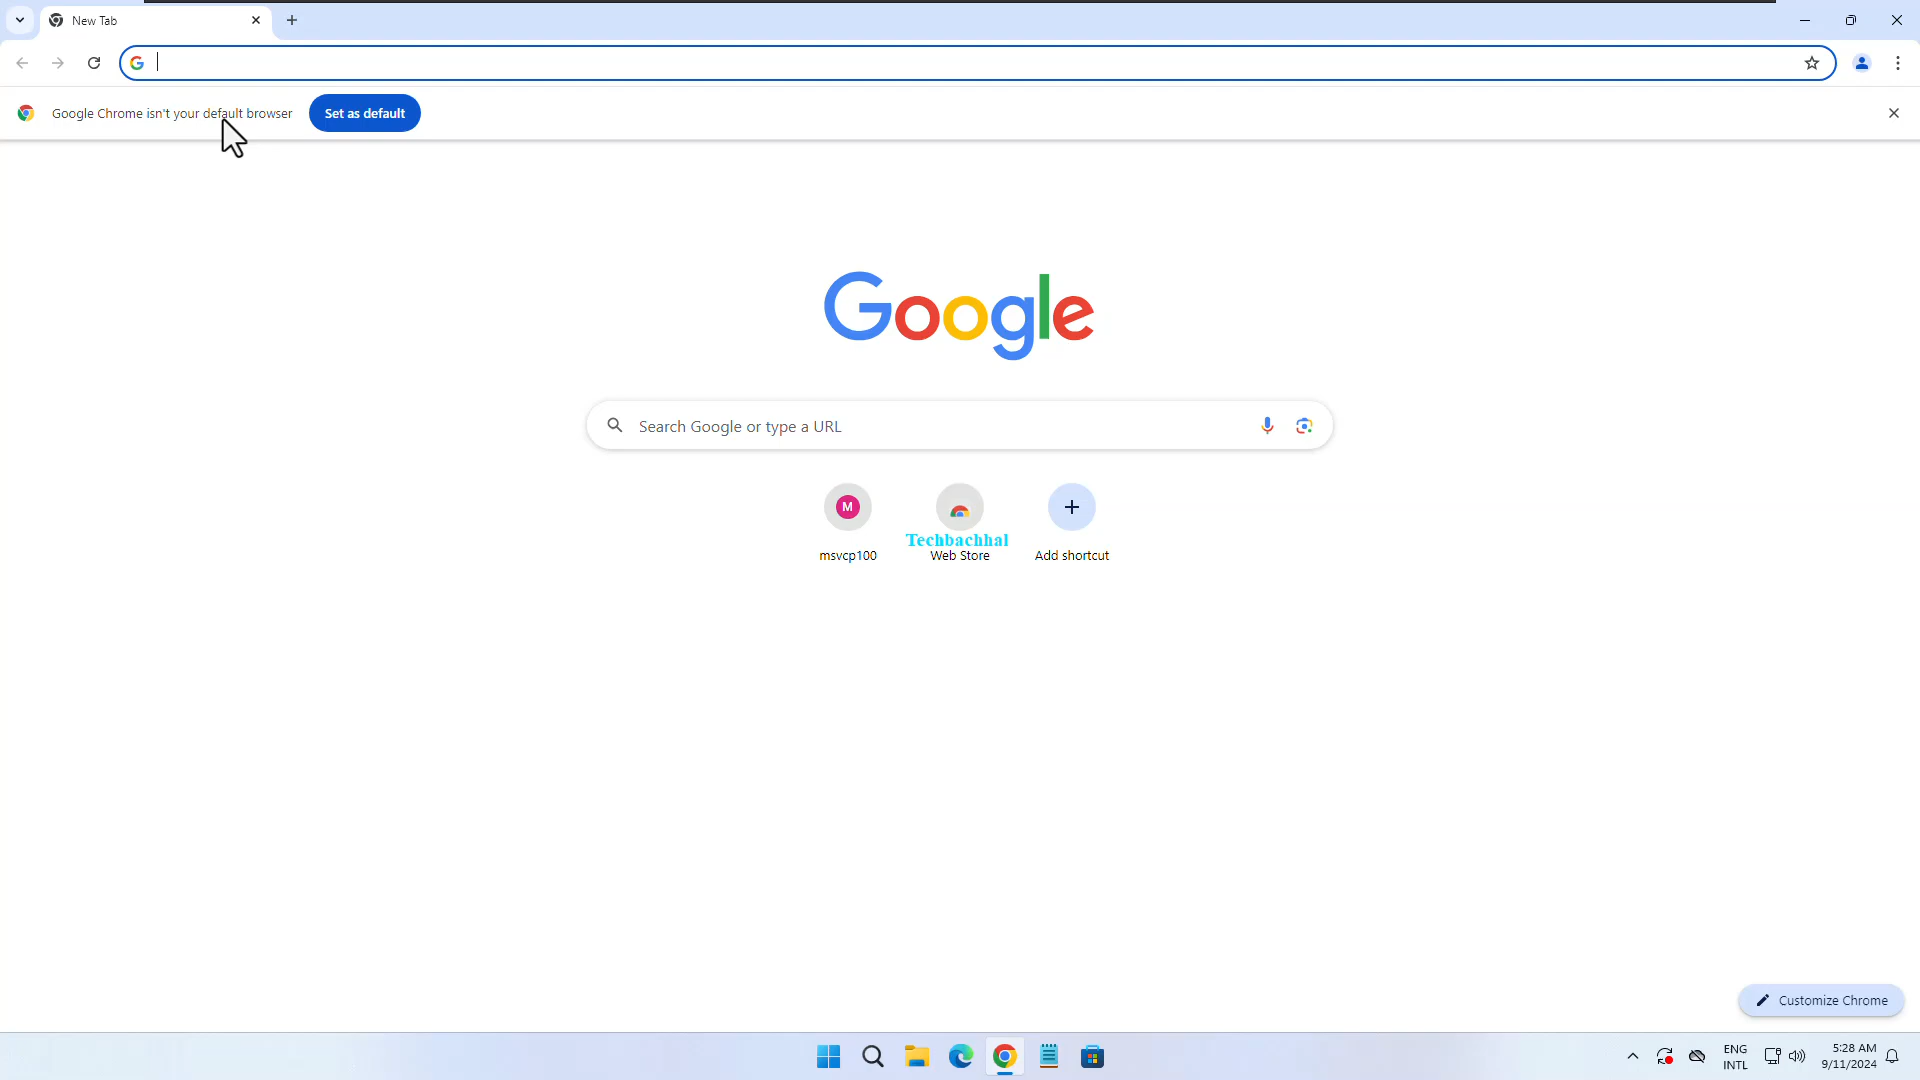 New Tab
Google Chrome isn't your default browser
Set as default
Google
Search Google or type a URL
M
Techbachhal
msvcp100
Web Store
Add shortcut
Customize Chrome
ENG
INTL
5:28 AM
9/11/2024